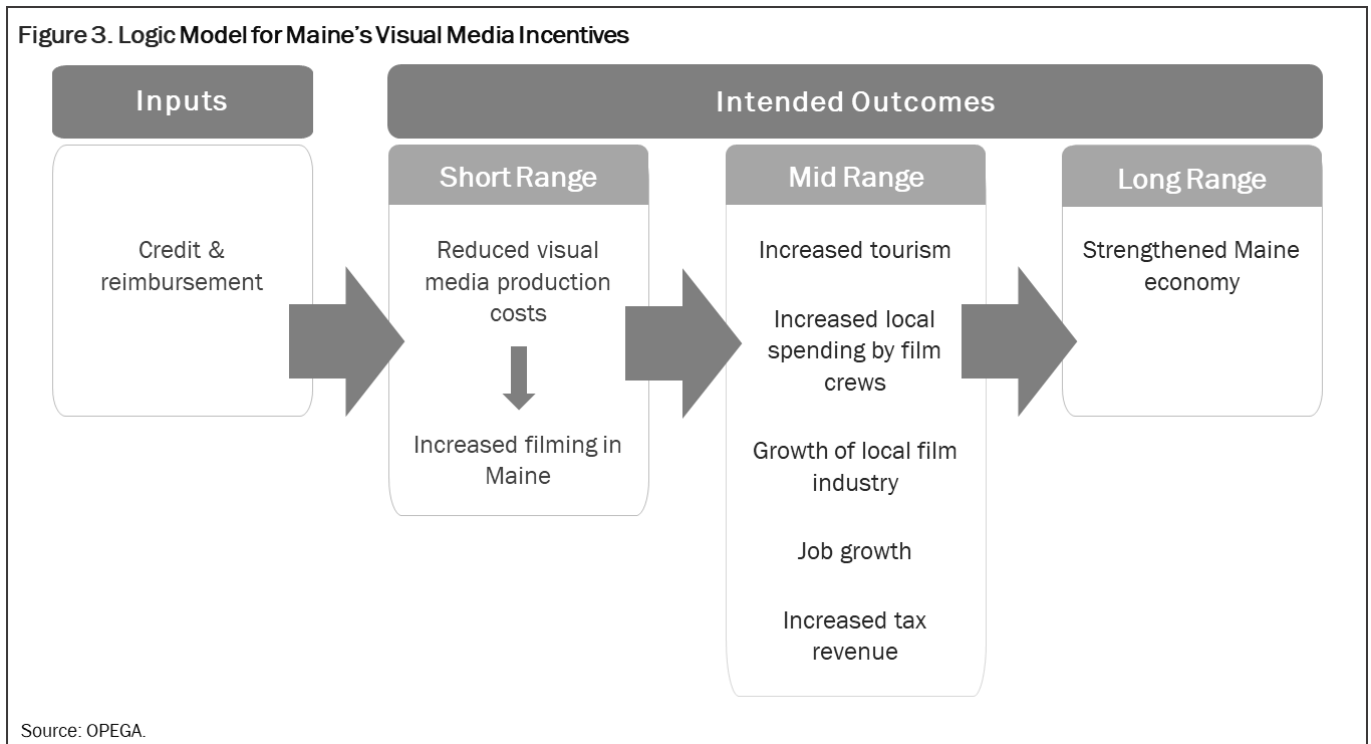 Figure 3. Logic Model for Maine's Visual Media Incentives
Inputs
Intended Outcomes
Credit &
reimbursement
Short Range
Reduced visual
media production
costs
Increased filming in
Maine
Mid Range
Increased tourism
Increased local
spending by film
crews
Growth of local film
industry
Job growth
Increased tax
revenue
Long Range
Strengthened Maine
economy
Source: OPEGA.